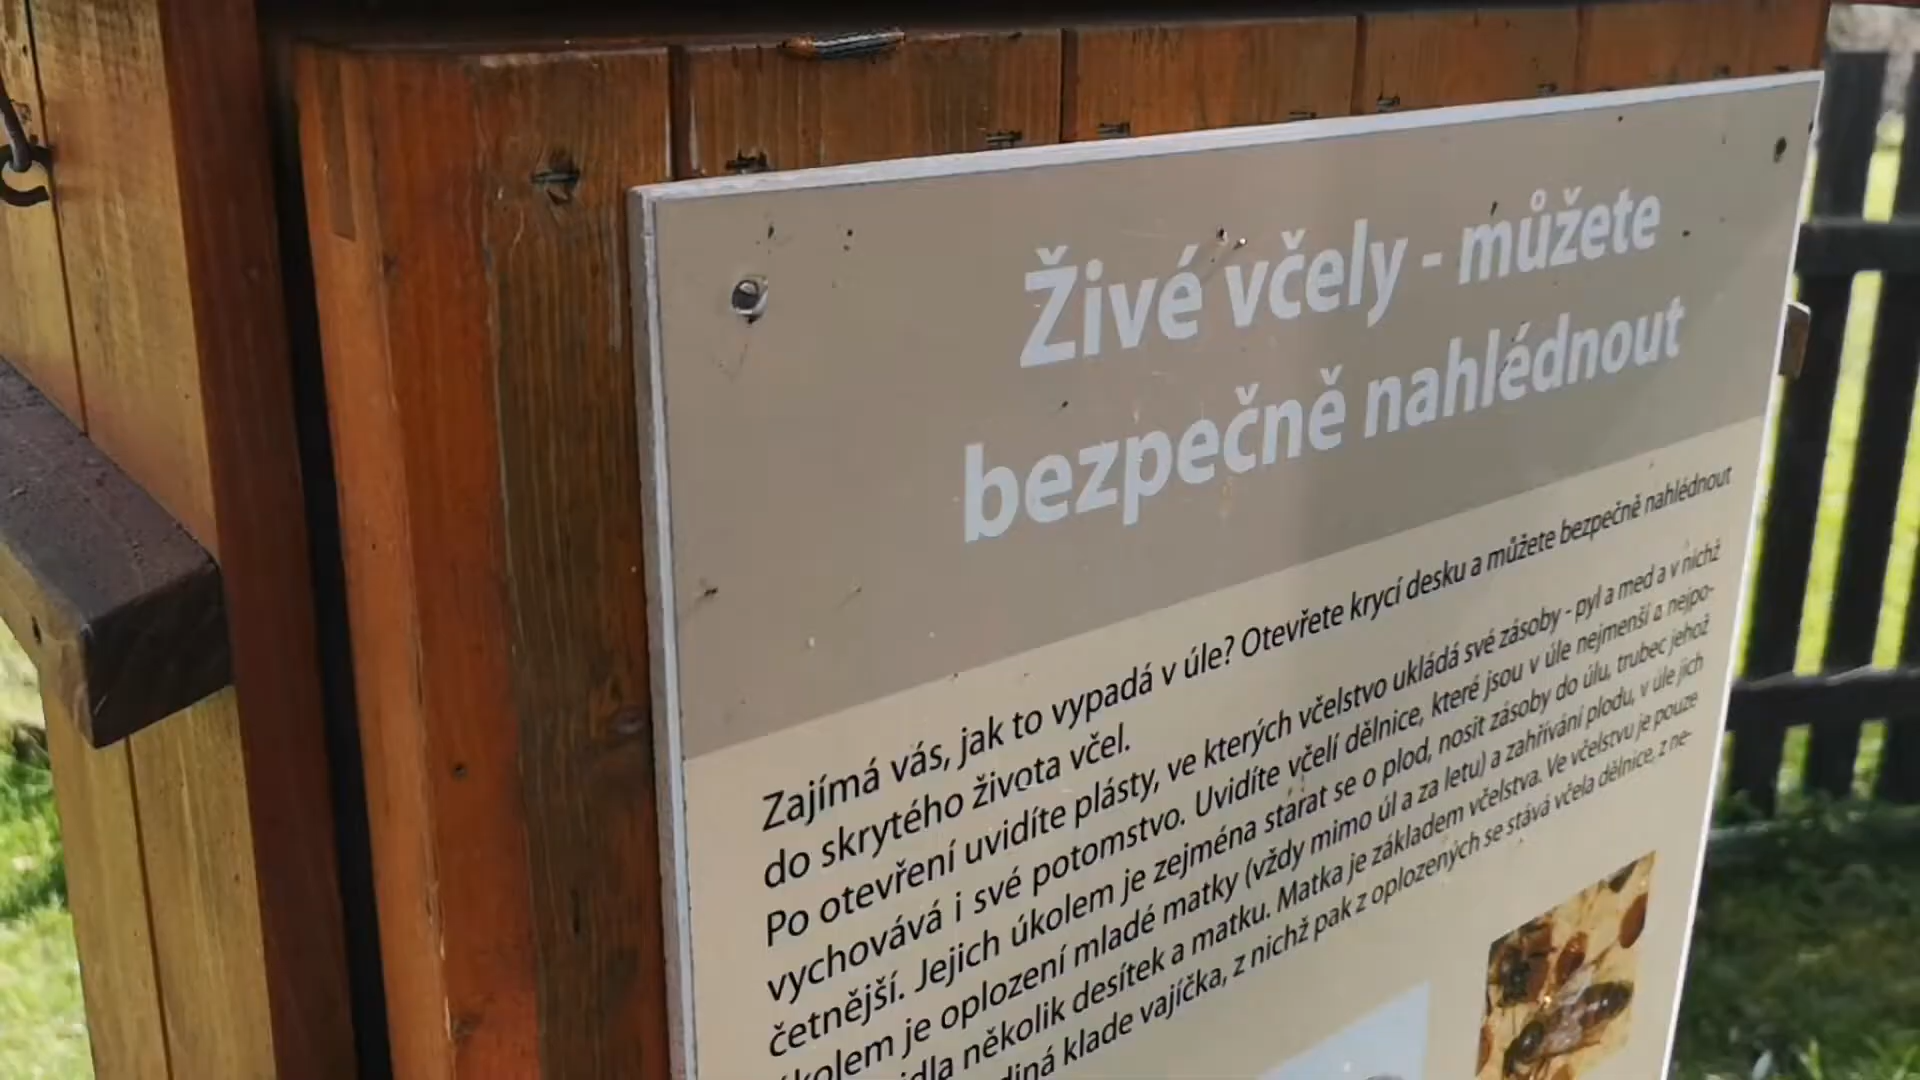 Živé včely - můžete
bezpečně nahlédnout
Zajímá vás, jak to vypadá v úle? Otevřete krycí desku a můžete bezpečně nahlédnout
do skrytého života včel.
Po otevření uvidíte plásty, ve kterých včelstvo ukládá své zásoby - pyl a med a v nichž
vychovává i své potomstvo. Uvidíte včelí dělnice, které jsou v úle nejmenší a nejpo-
četnější. Jejich úkolem je zejména starat se o plod, nosit zásoby do úlu, trubec jehož
úkolem je oplození mladé matky (vždy mimo úl a za letu) a zahřívání plodu, v úle jich
několik desítek a matku. Matka je základem včelstva. Ve včelstvu je pouze
klade vajíčka, z nichž pak z oplozených se stává včela dělnice, z ne-